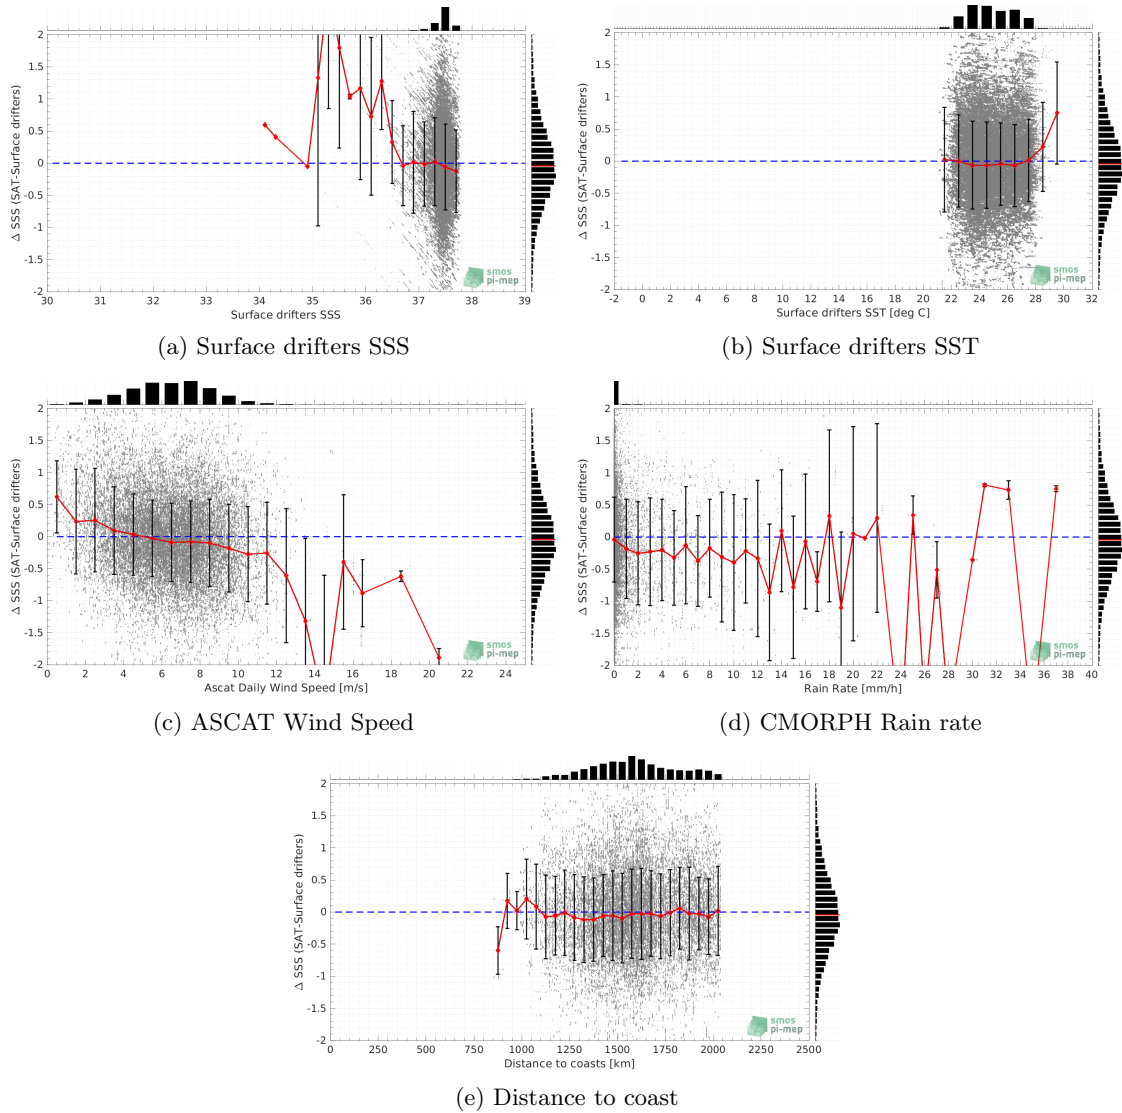 2
1.5
1
0.5
0
-0.5
-1
-1.5
-2
Δ SSS (SAT-Surface drifters)
30 31 32 33 34 35 36 37 38 39
Surface drifters SSS
smos
pi-mep
(a) Surface drifters SSS
2
1.5
1
0.5
0
-0.5
-1
-1.5
-2
Δ SSS (SAT-Surface drifters)
-2 0 2 4 6 8 10 12 14 16 18 20 22 24 26 28 30 32
Surface drifters SST [deg C]
smos
pi-mep
(b) Surface drifters SST
2
1.5
1
0.5
0
-0.5
-1
-1.5
-2
Δ SSS (SAT-Surface drifters)
0 2 4 6 8 10 12 14 16 18 20 22 24
Ascat Daily Wind Speed [m/s]
smos
pi-mep
(c) ASCAT Wind Speed
2
1.5
1
0.5
0
-0.5
-1
-1.5
-2
Δ SSS (SAT-Surface drifters)
0 2 4 6 8 10 12 14 16 18 20 22 24 26 28 30 32 34 36 38 40
Rain Rate [mm/h]
smos
pi-mep
(d) CMORPH Rain rate
2
1.5
1
0.5
0
-0.5
-1
-1.5
-2
Δ SSS (SAT-Surface drifters)
0 250 500 750 1000 1250 1500 1750 2000 2250 2500
Distance to coasts [km]
smos
pi-mep
(e) Distance to coast